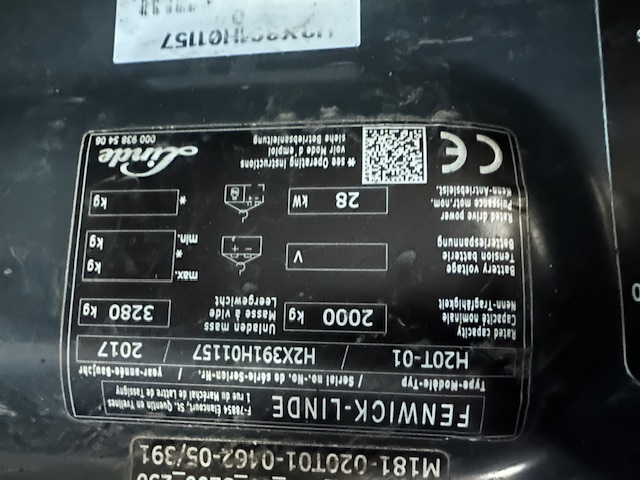 M181-020T01-0462-05/391
FENWICK-LINDE
1 rue du Maréchal de Lattre de Tassigny
F-78854 Élancourt, St. Quentin en Yvelines
Type-Modèle-Typ / Serial no.-No. de série-Serien-Nr. / year-année-Baujahr
H20T-01 / H2X391H01157 / 2017
Rated capacity
Capacité nominale
Nenn-Tragfähigkeit
2000 kg
Unladen mass
Masse à vide
Leergewicht
3280 kg
Battery voltage
Tension batterie
Batteriespannung
V
max. kg
min. kg
*
Rated drive power
Puissance motr.nom.
Nenn-Antriebsleist.
28 kW
* kg
CE
* see Operating Instructions
voir Mode d'emploi
siehe Betriebsanleitung
Linde
000 938 54 06
H2X391H01157
0